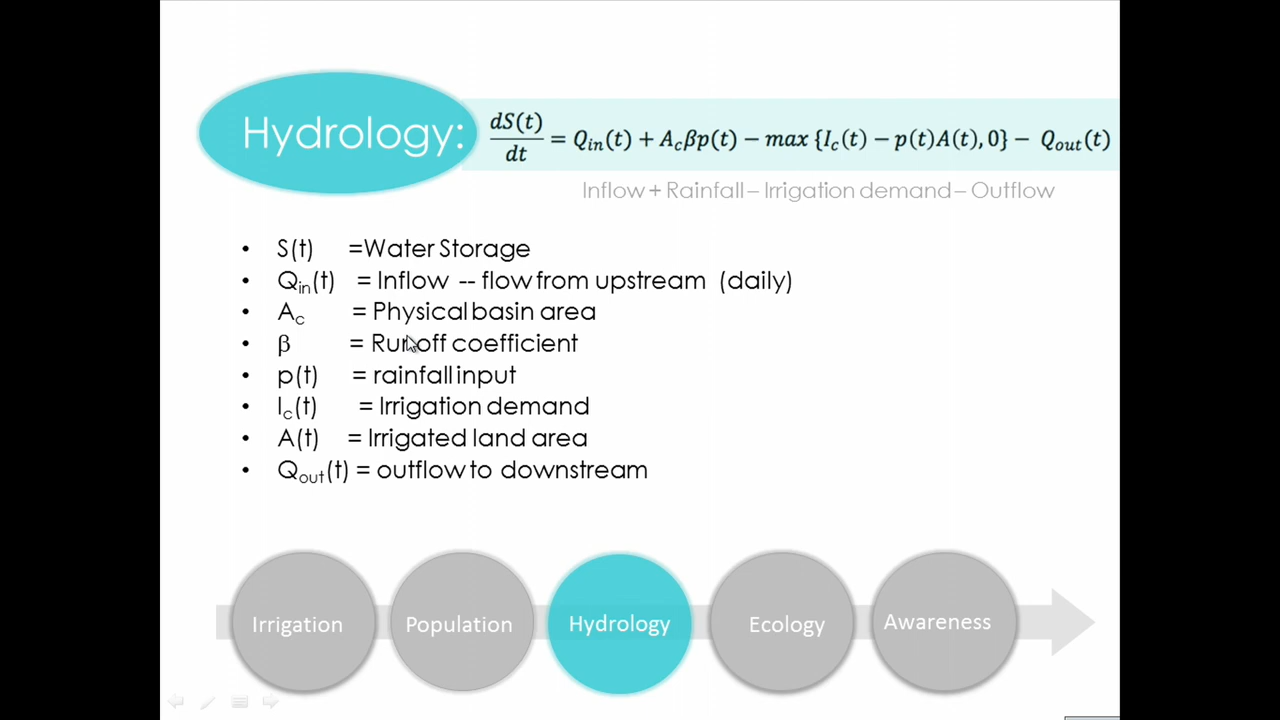 Hydrology:
dS(t)/dt = Q_in(t) + A_cβp(t) − max {I_c(t) − p(t)A(t), 0} − Q_out(t)
Inflow + Rainfall – Irrigation demand – Outflow
• S(t) =Water Storage
• Q_in(t) = Inflow -- flow from upstream (daily)
• A_c = Physical basin area
• β = Runoff coefficient
• p(t) = rainfall input
• I_c(t) = Irrigation demand
• A(t) = Irrigated land area
• Q_out(t) = outflow to downstream
Irrigation
Population
Hydrology
Ecology
Awareness